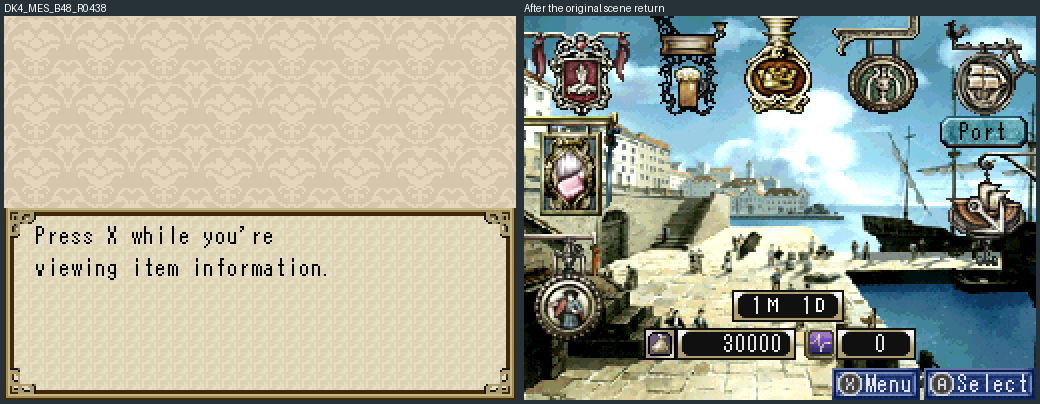 DK4_MES_B48_R0438
After the original scene return
Press X while you're
viewing item information.
Port
1M 1D
30000
0
X Menu
A Select